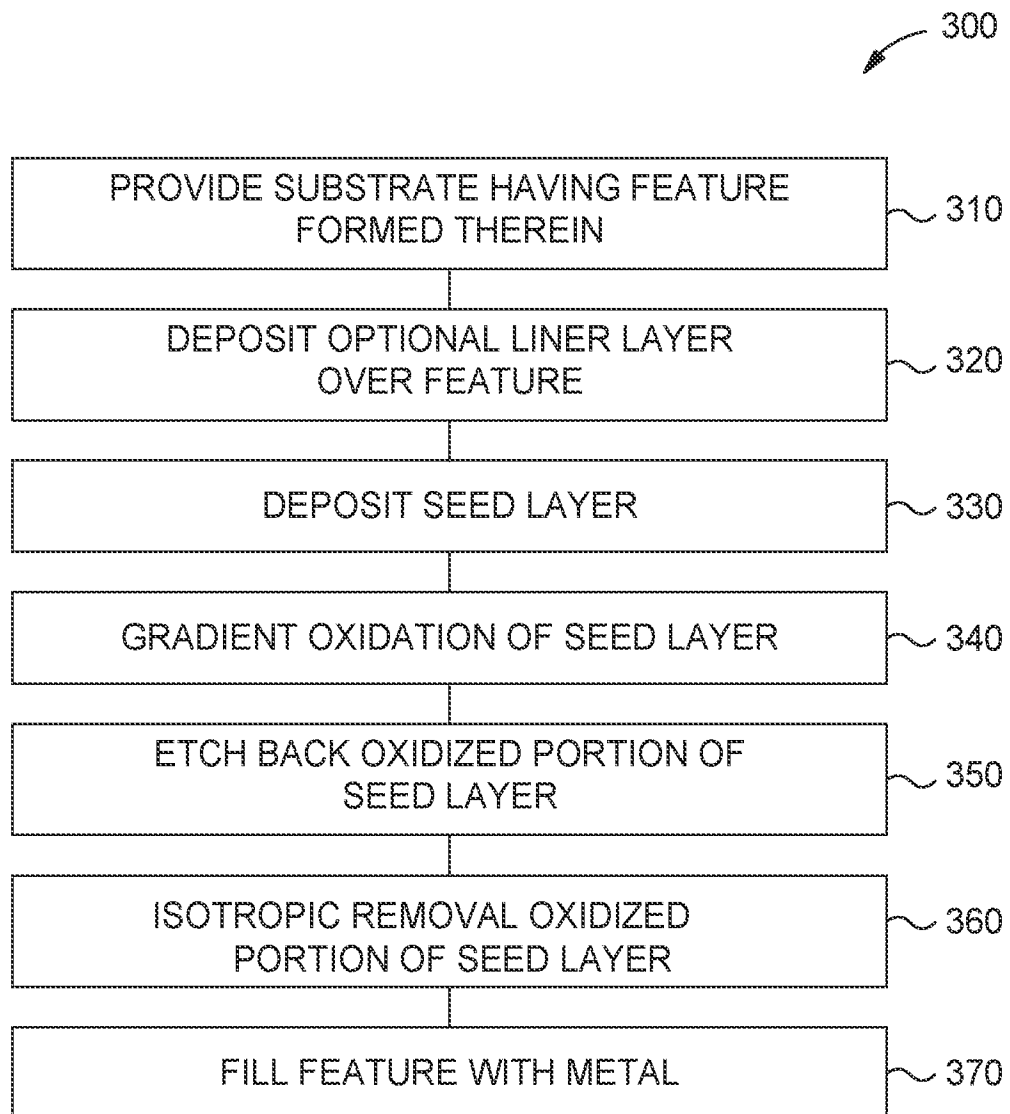 300
PROVIDE SUBSTRATE HAVING FEATURE
FORMED THEREIN
310
DEPOSIT OPTIONAL LINER LAYER
OVER FEATURE
320
DEPOSIT SEED LAYER
330
GRADIENT OXIDATION OF SEED LAYER
340
ETCH BACK OXIDIZED PORTION OF
SEED LAYER
350
ISOTROPIC REMOVAL OXIDIZED
PORTION OF SEED LAYER
360
FILL FEATURE WITH METAL
370